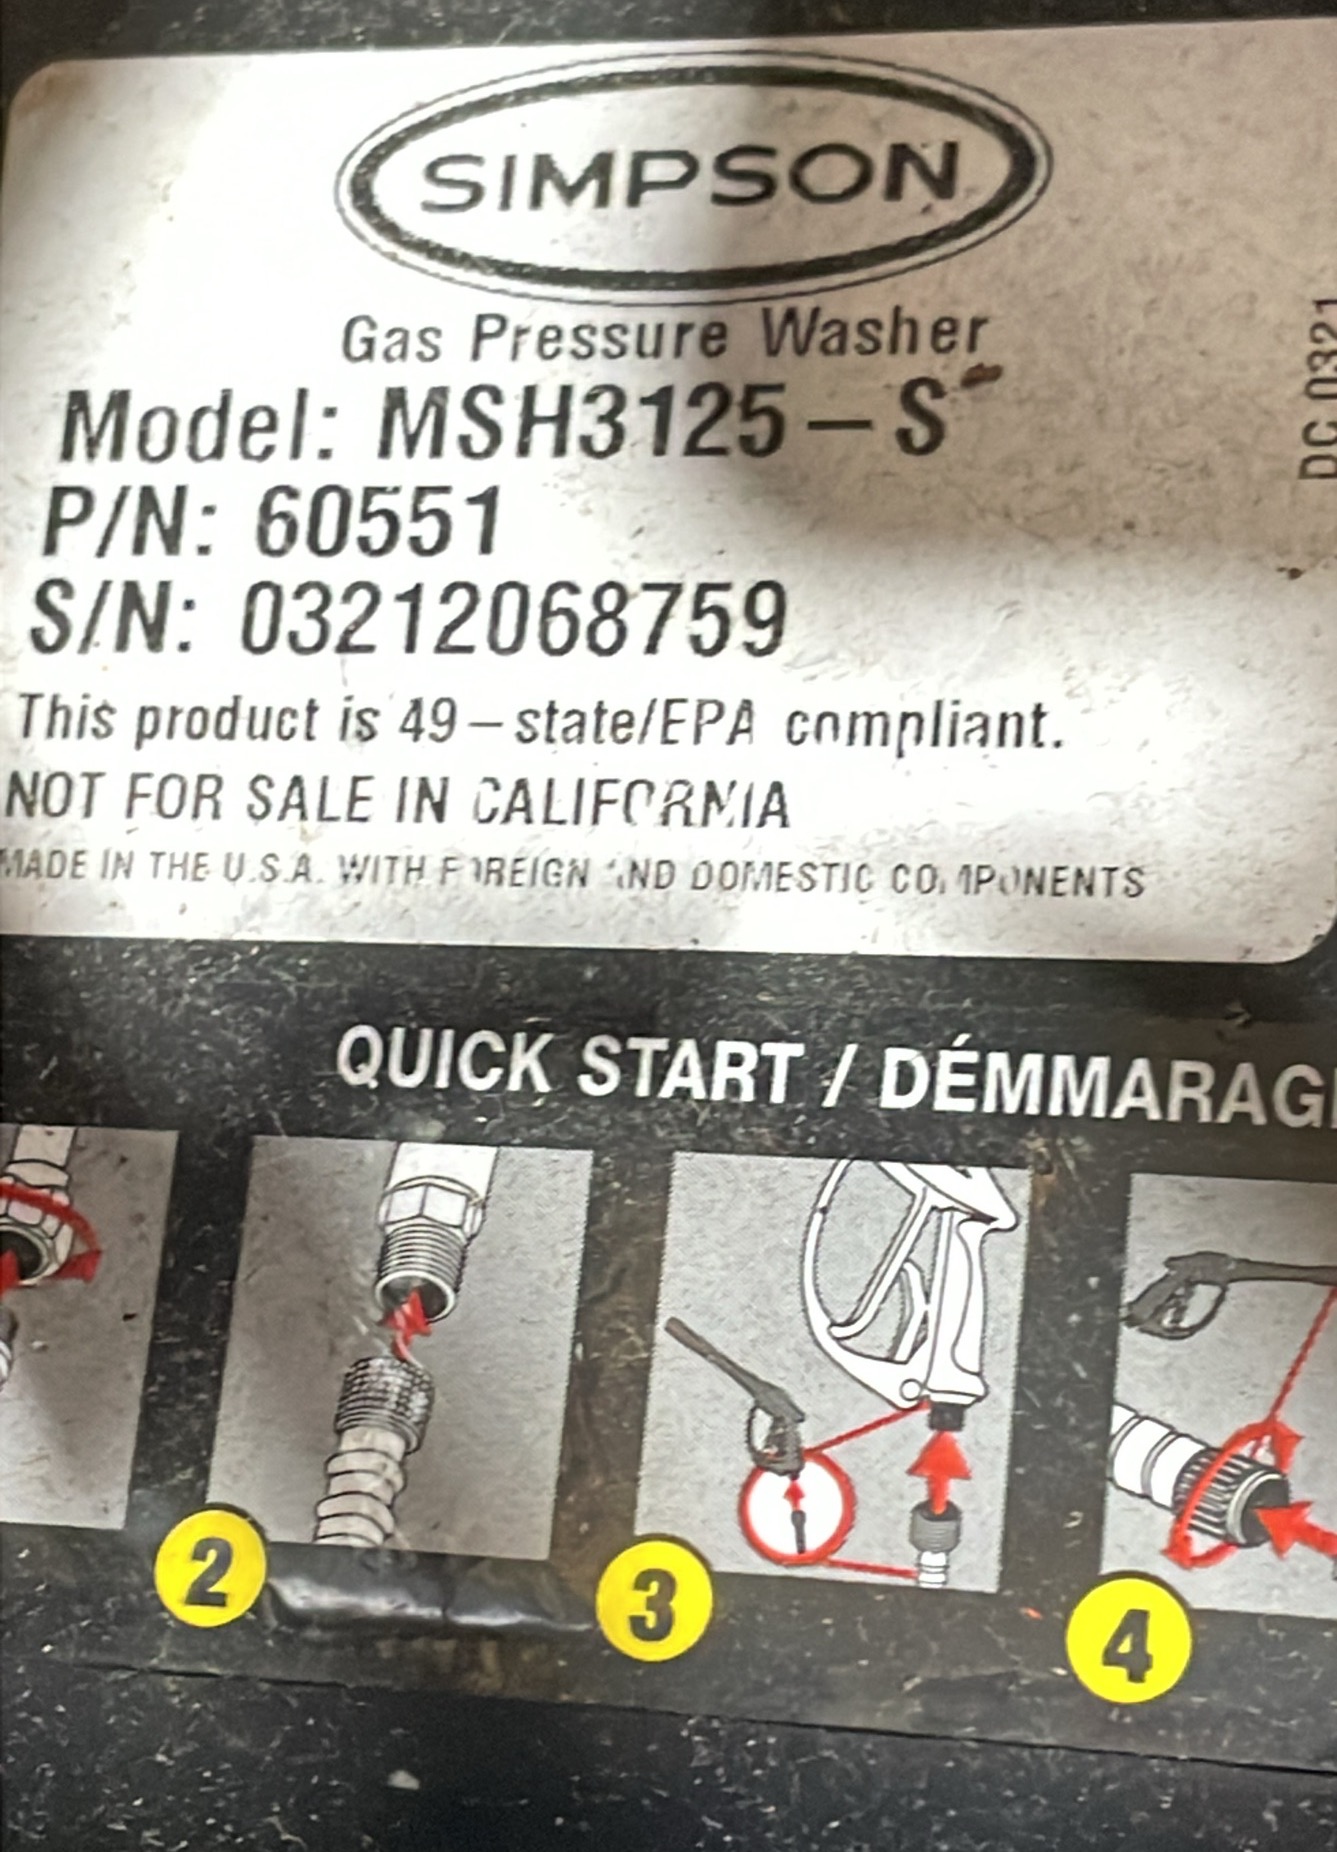 SIMPSON
Gas Pressure Washer
Model: MSH3125-S
P/N: 60551
S/N: 03212068759
This product is 49-state/EPA compliant.
NOT FOR SALE IN CALIFORNIA
MADE IN THE U.S.A. WITH FOREIGN AND DOMESTIC COMPONENTS
DC 0321
QUICK START / DÉMMARAG
2
3
4